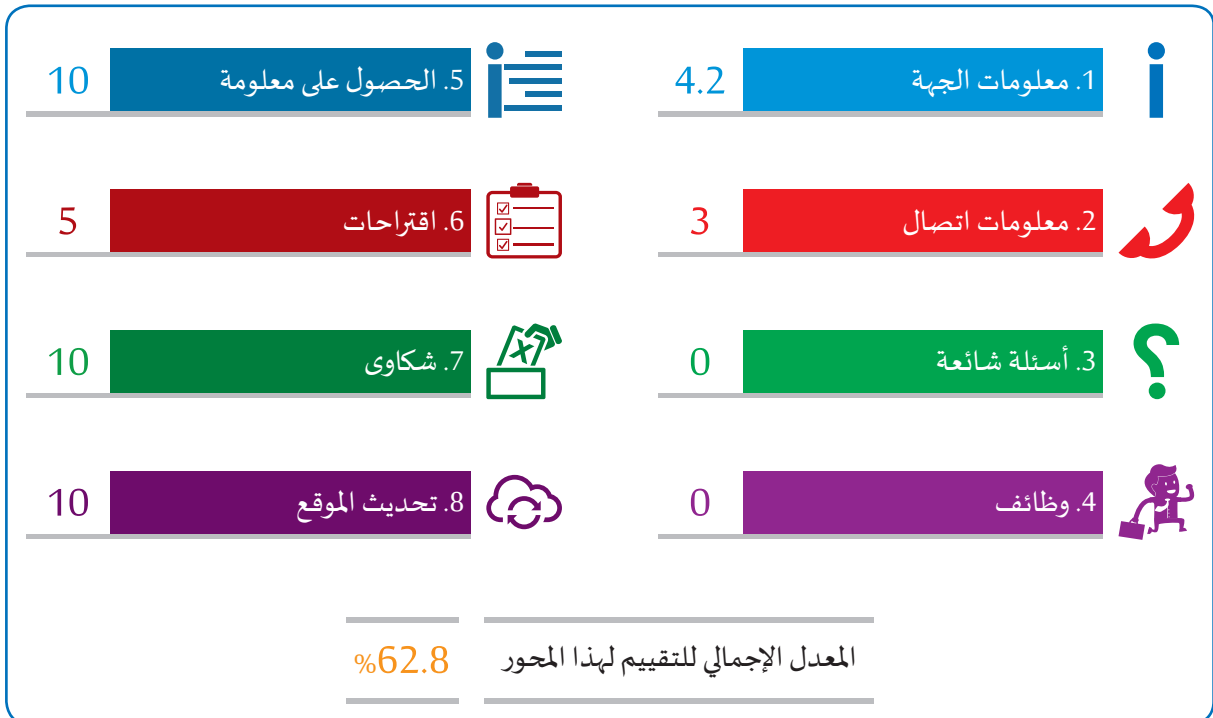 1. معلومات الجهة 4.2
2. معلومات اتصال 3
3. أسئلة شائعة 0
4. وظائف 0
5. الحصول على معلومة 10
6. اقتراحات 5
7. شكاوى 10
8. تحديث الموقع 10
المعدل الإجمالي للتقييم لهذا المحور %62.8